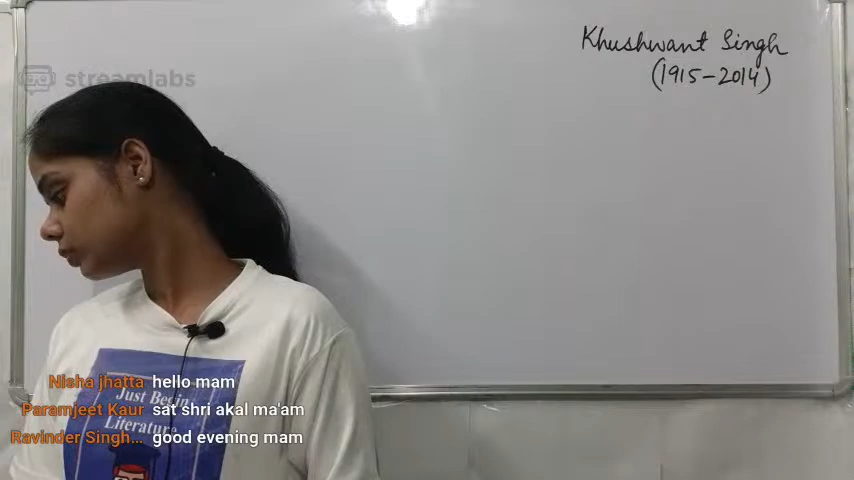 Khushwant Singh
(1915-2014)
streamlabs
Just Begin
Literature
Nisha jhatta hello mam
Paramjeet Kaur sat shri akal ma'am
Ravinder Singh... good evening mam